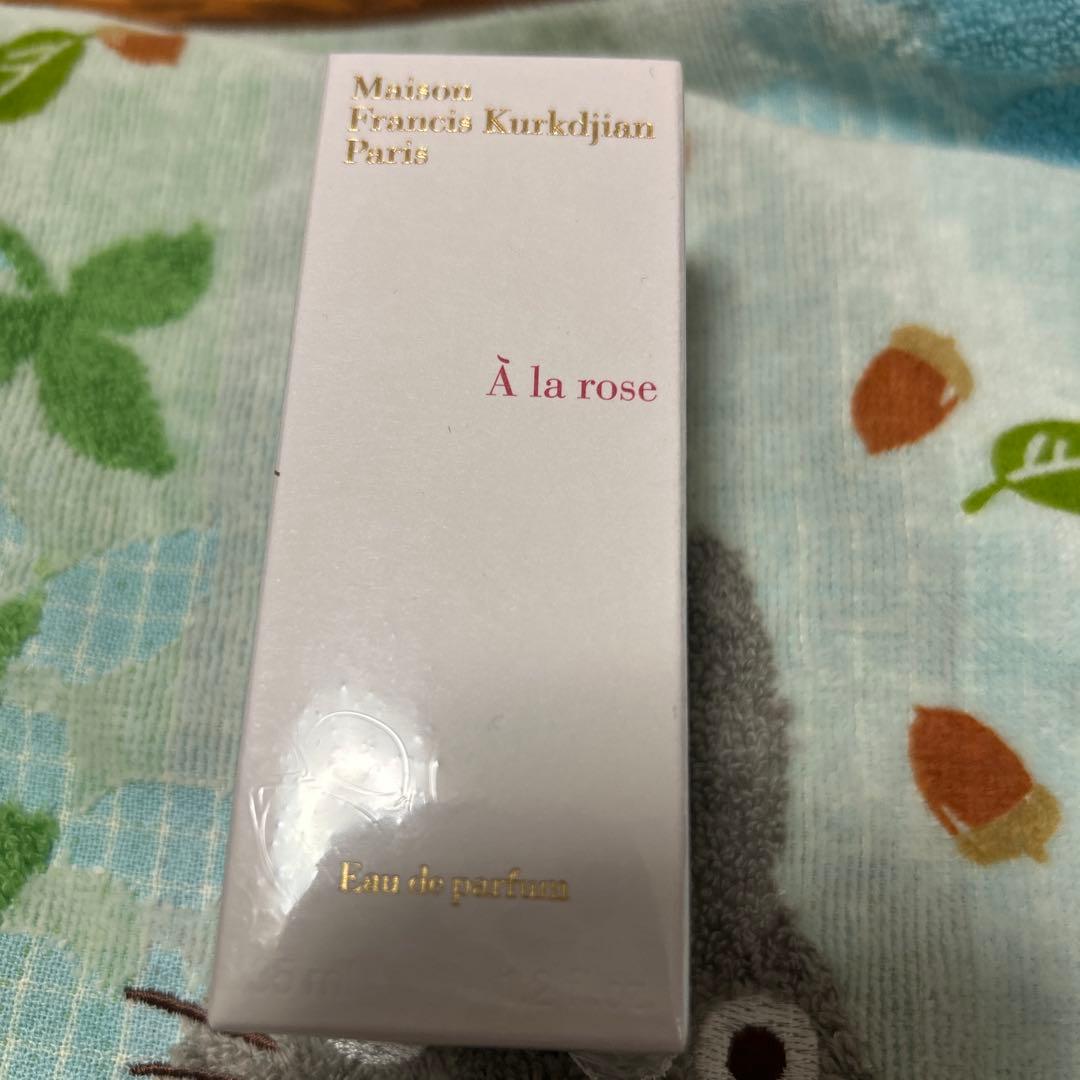 Maison
Francis Kurkdjian
Paris
À la rose
Eau de parfum